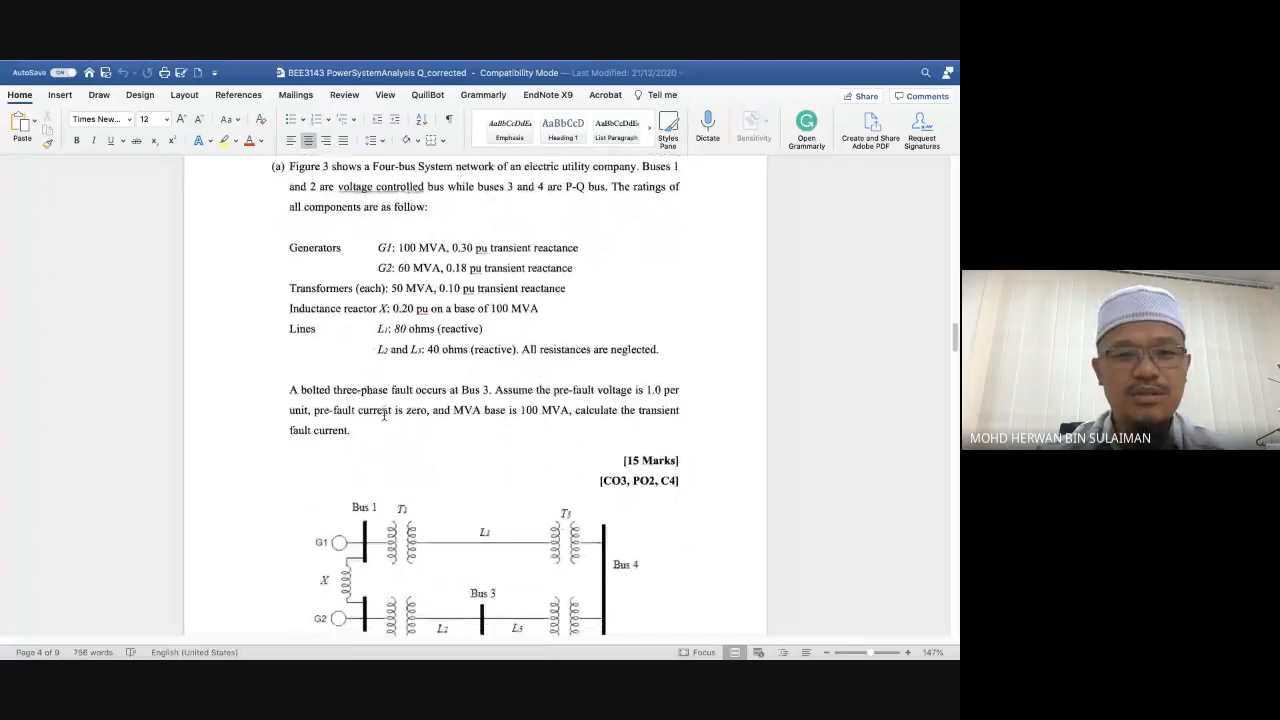 AutoSave ON BEE3143 PowerSystemAnalysis Q_corrected - Compatibility Mode — Last Modified: 21/12/2020
Home Insert Draw Design Layout References Mailings Review View QuillBot Grammarly EndNote X9 Acrobat Tell me Share Comments
Paste Times New... 12 AaBbCcDdEe Emphasis AaBbCcD Heading 1 AaBbCcDdEe List Paragraph Styles Pane Dictate Sensitivity Open Grammarly Create and Share Adobe PDF Request Signatures
(a) Figure 3 shows a Four-bus System network of an electric utility company. Buses 1
and 2 are voltage controlled bus while buses 3 and 4 are P-Q bus. The ratings of
all components are as follow:
Generators G1: 100 MVA, 0.30 pu transient reactance
G2: 60 MVA, 0.18 pu transient reactance
Transformers (each): 50 MVA, 0.10 pu transient reactance
Inductance reactor X: 0.20 pu on a base of 100 MVA
Lines L1: 80 ohms (reactive)
L2 and L3: 40 ohms (reactive). All resistances are neglected.
A bolted three-phase fault occurs at Bus 3. Assume the pre-fault voltage is 1.0 per
unit, pre-fault current is zero, and MVA base is 100 MVA, calculate the transient
fault current.
[15 Marks]
[CO3, PO2, C4]
Bus 1
G1 L1 Bus 4
X
Bus 3
G2 L2 L3
MOHD HERWAN BIN SULAIMAN
Page 4 of 9 756 words English (United States) Focus 147%